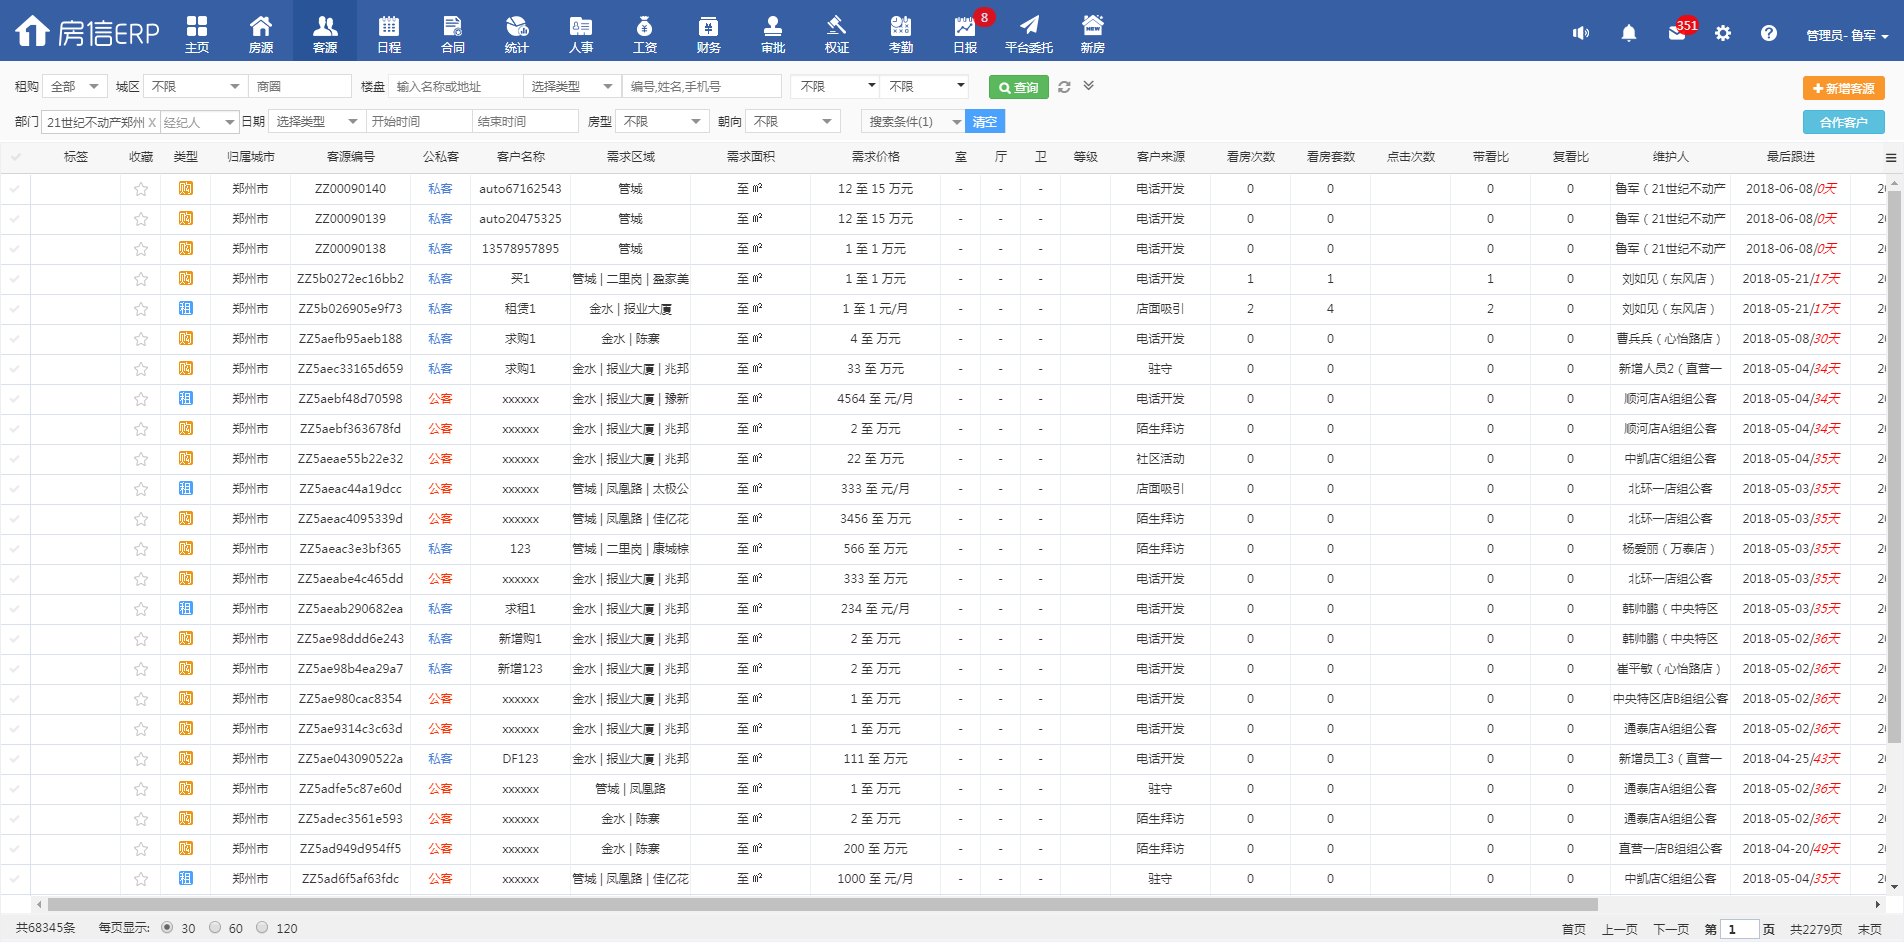 房信ERP 主页 房源 客源 日程 合同 统计 人事 工资 财务 审批 权证 考勤 日报 8 平台委托 新房 351 管理员- 鲁军
租购 全部 城区 不限 商圈 楼盘 输入名称或地址 选择类型 编号,姓名,手机号 不限 不限 查询 新增客源
部门 21世纪不动产郑州 X 经纪人 日期 选择类型 开始时间 结束时间 房型 不限 朝向 不限 搜索条件(1) 清空 合作客户
标签 收藏 类型 归属城市 客源编号 公私客 客户名称 需求区域 需求面积 需求价格 室 厅 卫 等级 客户来源 看房次数 看房套数 点击次数 带看比 复看比 维护人 最后跟进
购 郑州市 ZZ00090140 私客 auto67162543 管城 至 ㎡ 12 至 15 万元 - - - 电话开发 0 0 0 0 鲁军（21世纪不动产 2018-06-08/0天 20
购 郑州市 ZZ00090139 私客 auto20475325 管城 至 ㎡ 12 至 15 万元 - - - 电话开发 0 0 0 0 鲁军（21世纪不动产 2018-06-08/0天 20
购 郑州市 ZZ00090138 私客 13578957895 管城 至 ㎡ 1 至 1 万元 - - - 电话开发 0 0 0 0 鲁军（21世纪不动产 2018-06-08/0天 20
购 郑州市 ZZ5b0272ec16bb2 私客 买1 管城 | 二里岗 | 盈家美 至 ㎡ 1 至 1 万元 - - - 电话开发 1 1 1 0 刘如见（东风店） 2018-05-21/17天 20
租 郑州市 ZZ5b026905e9f73 私客 租赁1 金水 | 报业大厦 至 ㎡ 1 至 1 元/月 - - - 店面吸引 2 4 2 0 刘如见（东风店） 2018-05-21/17天 20
购 郑州市 ZZ5aefb95aeb188 私客 求购1 金水 | 陈寨 至 ㎡ 4 至 万元 - - - 电话开发 0 0 0 0 曹兵兵（心怡路店） 2018-05-08/30天 20
购 郑州市 ZZ5aec33165d659 私客 求购1 金水 | 报业大厦 | 兆邦 至 ㎡ 33 至 万元 - - - 驻守 0 0 0 0 新增人员2（直营一 2018-05-04/34天 20
租 郑州市 ZZ5aebf48d70598 公客 xxxxxx 金水 | 报业大厦 | 豫新 至 ㎡ 4564 至 元/月 - - - 电话开发 0 0 0 0 顺河店A组组公客 2018-05-04/34天 20
购 郑州市 ZZ5aebf363678fd 公客 xxxxxx 金水 | 报业大厦 | 兆邦 至 ㎡ 2 至 万元 - - - 陌生拜访 0 0 0 0 顺河店A组组公客 2018-05-04/34天 20
购 郑州市 ZZ5aeae55b22e32 公客 xxxxxx 金水 | 报业大厦 | 兆邦 至 ㎡ 22 至 万元 - - - 社区活动 0 0 0 0 中凯店C组组公客 2018-05-04/35天 20
租 郑州市 ZZ5aeac44a19dcc 公客 xxxxxx 管城 | 凤凰路 | 太极公 至 ㎡ 333 至 元/月 - - - 店面吸引 0 0 0 0 北环一店组公客 2018-05-03/35天 20
购 郑州市 ZZ5aeac4095339d 公客 xxxxxx 管城 | 凤凰路 | 佳亿花 至 ㎡ 3456 至 万元 - - - 陌生拜访 0 0 0 0 北环一店组公客 2018-05-03/35天 20
购 郑州市 ZZ5aeac3e3bf365 私客 123 管城 | 二里岗 | 康城棕 至 ㎡ 566 至 万元 - - - 陌生拜访 0 0 0 0 杨爱丽（万泰店） 2018-05-03/35天 20
购 郑州市 ZZ5aeabe4c465dd 公客 xxxxxx 金水 | 报业大厦 | 兆邦 至 ㎡ 333 至 万元 - - - 电话开发 0 0 0 0 北环一店组公客 2018-05-03/35天 20
租 郑州市 ZZ5aeab290682ea 私客 求租1 金水 | 报业大厦 | 兆邦 至 ㎡ 234 至 元/月 - - - 电话开发 0 0 0 0 韩帅鹏（中央特区 2018-05-03/35天 20
购 郑州市 ZZ5ae98ddd6e243 私客 新增购1 金水 | 报业大厦 | 兆邦 至 ㎡ 2 至 万元 - - - 电话开发 0 0 0 0 韩帅鹏（中央特区 2018-05-02/36天 20
购 郑州市 ZZ5ae98b4ea29a7 私客 新增123 金水 | 报业大厦 | 兆邦 至 ㎡ 2 至 万元 - - - 电话开发 0 0 0 0 崔平敏（心怡路店） 2018-05-02/36天 20
购 郑州市 ZZ5ae980cac8354 公客 xxxxxx 金水 | 报业大厦 | 兆邦 至 ㎡ 1 至 万元 - - - 电话开发 0 0 0 0 中央特区店B组组公客 2018-05-02/36天 20
购 郑州市 ZZ5ae9314c3c63d 公客 xxxxxx 金水 | 报业大厦 | 兆邦 至 ㎡ 1 至 万元 - - - 电话开发 0 0 0 0 通泰店A组组公客 2018-05-02/36天 20
购 郑州市 ZZ5ae043090522a 私客 DF123 金水 | 报业大厦 | 兆邦 至 ㎡ 111 至 万元 - - - 电话开发 0 0 0 0 新增员工3（直营一 2018-04-25/43天 20
购 郑州市 ZZ5adfe5c87e60d 公客 xxxxxx 管城 | 凤凰路 至 ㎡ 1 至 万元 - - - 驻守 0 0 0 0 通泰店A组组公客 2018-05-02/36天 20
购 郑州市 ZZ5adec3561e593 公客 xxxxxx 金水 | 陈寨 至 ㎡ 2 至 万元 - - - 陌生拜访 0 0 0 0 通泰店A组组公客 2018-05-02/36天 20
购 郑州市 ZZ5ad949d954ff5 公客 xxxxxx 金水 | 陈寨 至 ㎡ 200 至 万元 - - - 陌生拜访 0 0 0 0 直营一店B组组公客 2018-04-20/49天 20
租 郑州市 ZZ5ad6f5af63fdc 公客 xxxxxx 管城 | 凤凰路 | 佳亿花 至 ㎡ 1000 至 元/月 - - - 驻守 0 0 0 0 中凯店C组组公客 2018-05-04/35天 20
共68345条 每页显示: 30 60 120 首页 上一页 下一页 第 1 页 共2279页 末页